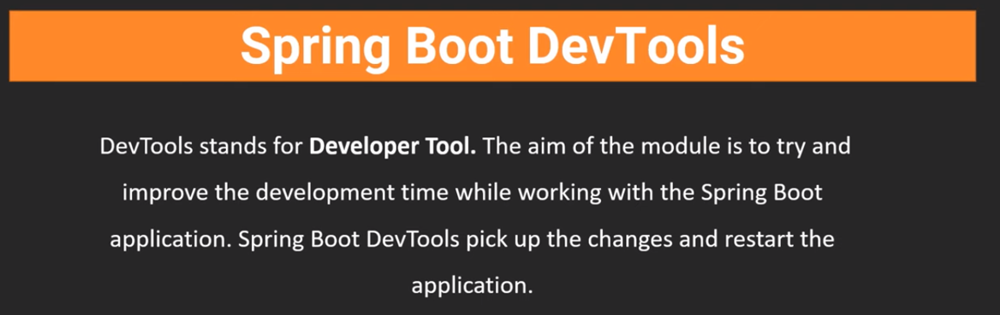 Spring Boot DevTools
DevTools stands for Developer Tool. The aim of the module is to try and
improve the development time while working with the Spring Boot
application. Spring Boot DevTools pick up the changes and restart the
application.